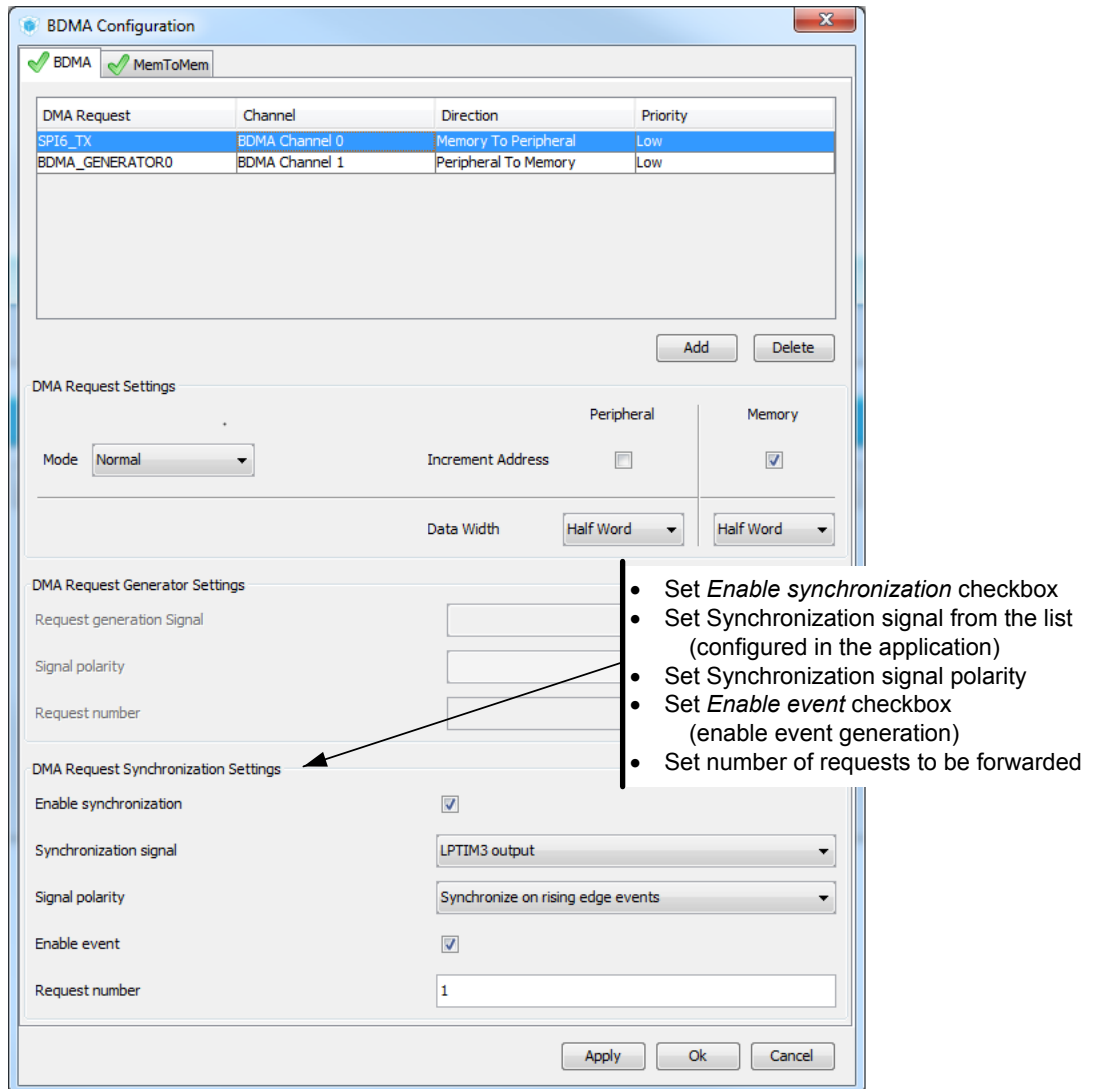 BDMA Configuration
BDMA MemToMem
DMA Request Channel Direction Priority
SPI6_TX BDMA Channel 0 Memory To Peripheral Low
BDMA_GENERATOR0 BDMA Channel 1 Peripheral To Memory Low
Add Delete
DMA Request Settings
Peripheral Memory
Mode Normal Increment Address
Data Width Half Word Half Word
DMA Request Generator Settings
Request generation Signal
Signal polarity
Request number
• Set Enable synchronization checkbox
• Set Synchronization signal from the list
(configured in the application)
• Set Synchronization signal polarity
• Set Enable event checkbox
(enable event generation)
• Set number of requests to be forwarded
DMA Request Synchronization Settings
Enable synchronization
Synchronization signal LPTIM3 output
Signal polarity Synchronize on rising edge events
Enable event
Request number 1
Apply Ok Cancel